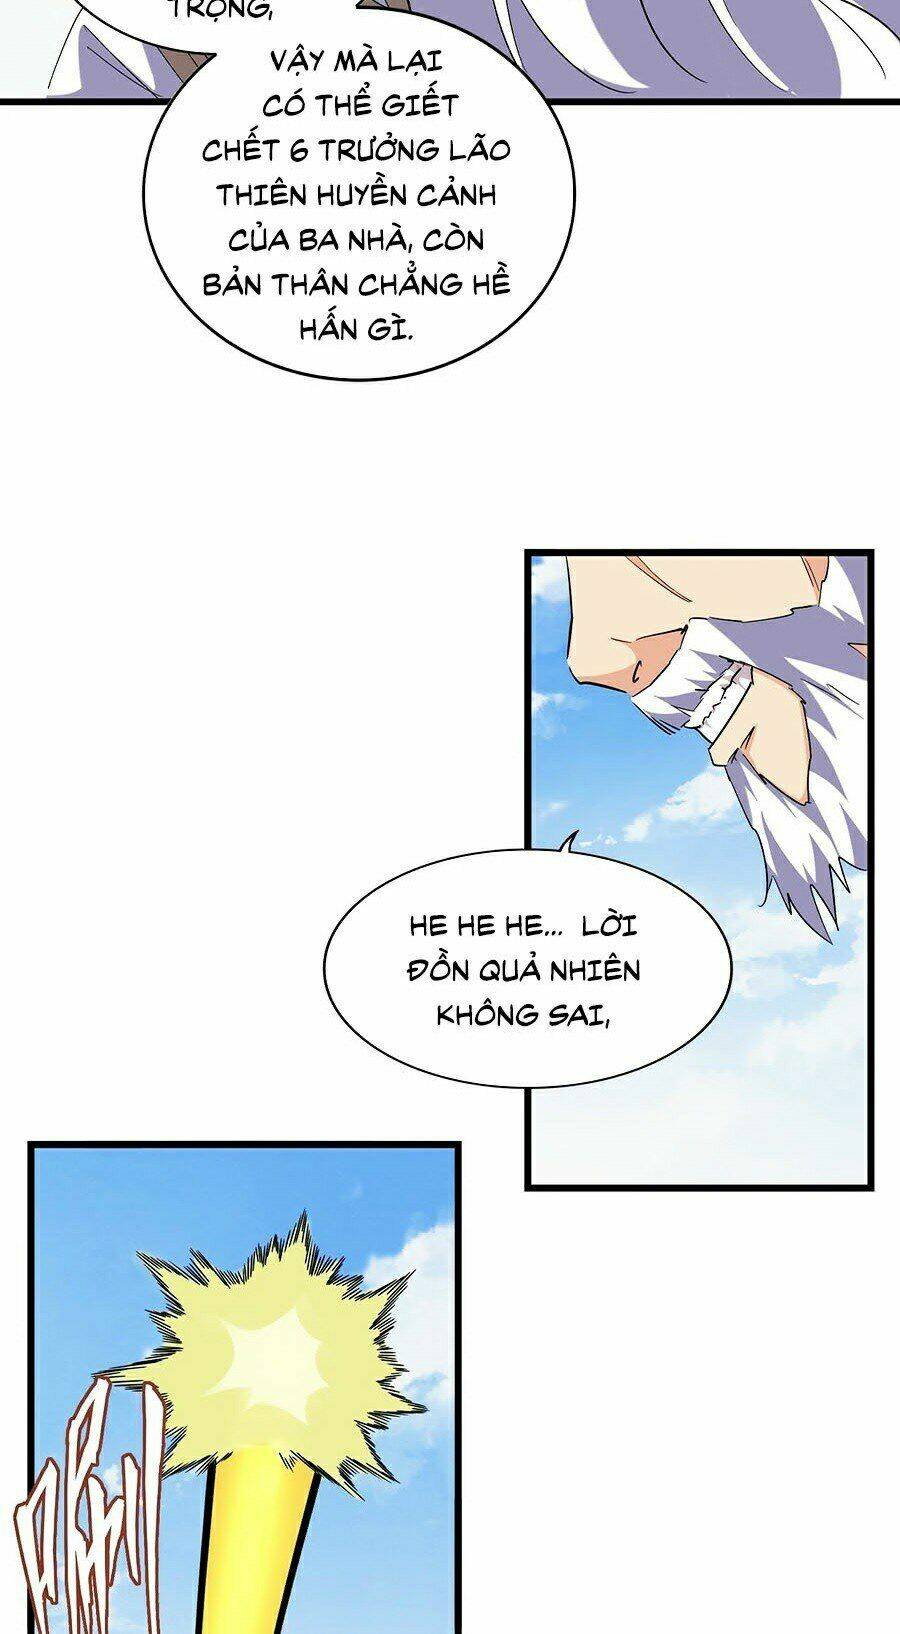 TRỌNG,
VẬY MÀ LẠI
CÓ THỂ GIẾT
CHẾT 6 TRƯỞNG LÃO
THIÊN HUYỀN CẢNH
CỦA BA NHÀ, CÒN
BẢN THÂN CHẲNG HỀ
HẤN GÌ.
HE HE HE... LỜI
ĐỒN QUẢ NHIÊN
KHÔNG SAI,